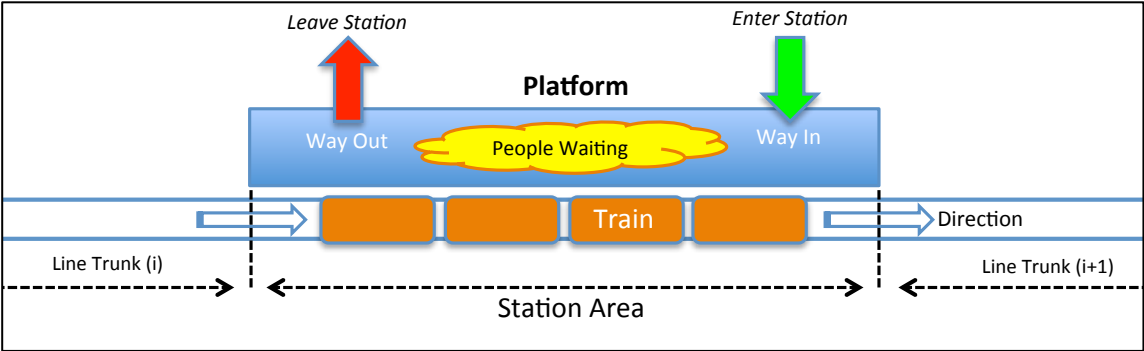 Leave Station
Enter Station
Platform
Way Out
People Waiting
Way In
Train
Direction
Line Trunk (i)
Line Trunk (i+1)
Station Area